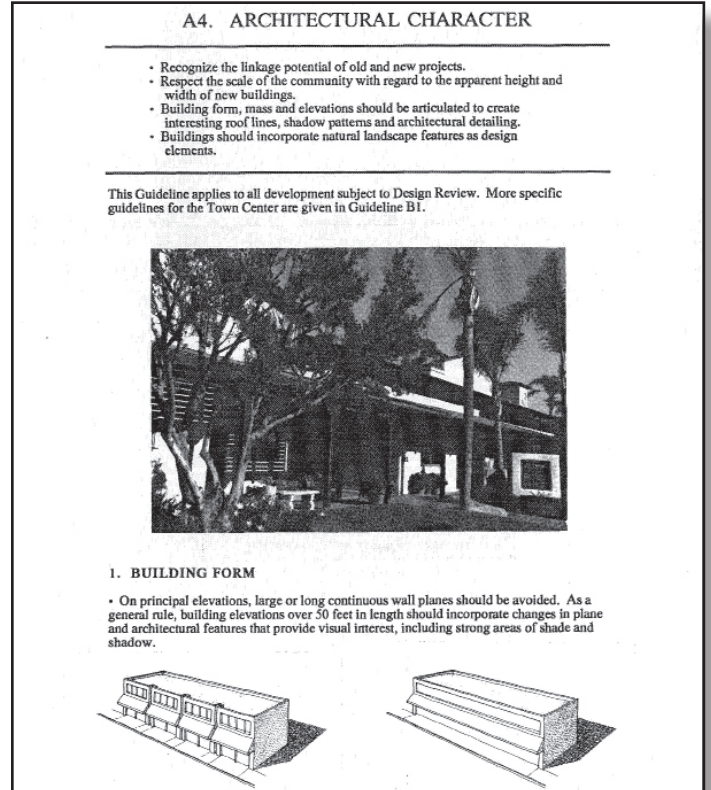 A4. ARCHITECTURAL CHARACTER
• Recognize the linkage potential of old and new projects.
• Respect the scale of the community with regard to the apparent height and
width of new buildings.
• Building form, mass and elevations should be articulated to create
interesting roof lines, shadow patterns and architectural detailing.
• Buildings should incorporate natural landscape features as design
elements.
This Guideline applies to all development subject to Design Review. More specific
guidelines for the Town Center are given in Guideline B1.
1. BUILDING FORM
• On principal elevations, large or long continuous wall planes should be avoided. As a
general rule, building elevations over 50 feet in length should incorporate changes in plane
and architectural features that provide visual interest, including strong areas of shade and
shadow.